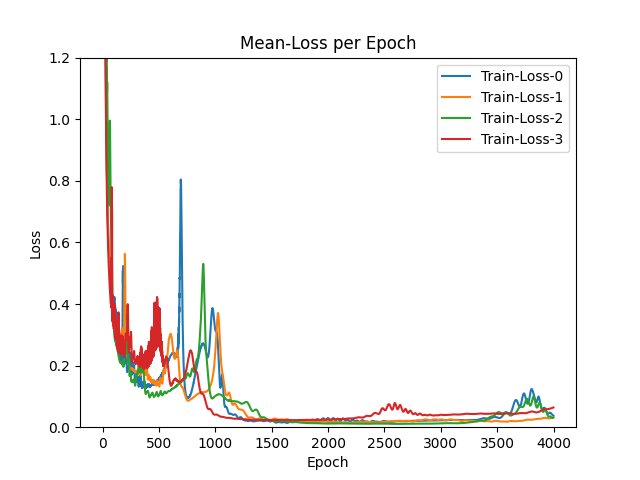 Mean-Loss per Epoch
1.2
1.0
0.8
0.6
0.4
0.2
0.0
Loss
Train-Loss-0
Train-Loss-1
Train-Loss-2
Train-Loss-3
0 500 1000 1500 2000 2500 3000 3500 4000
Epoch